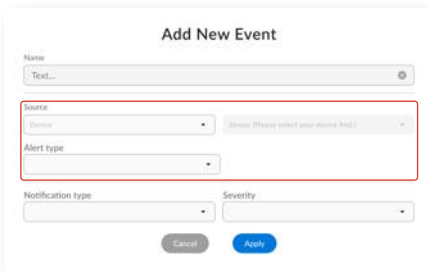 Add New Event
Name
Text...
Source
Device
Sensor (Please select your device first.)
Alert type
Notification type
Severity
Cancel
Apply